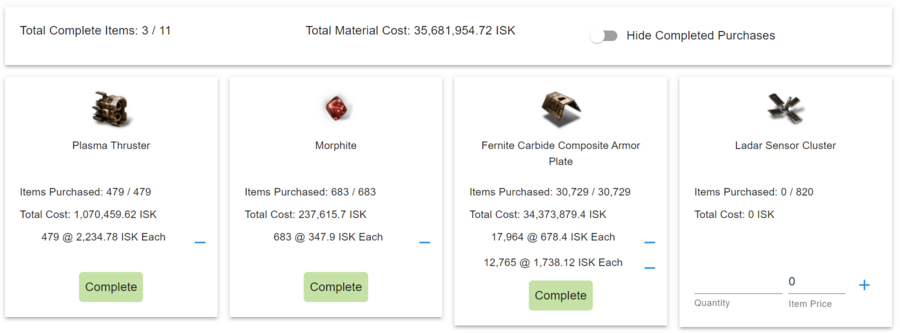 Total Complete Items: 3 / 11
Total Material Cost: 35,681,954.72 ISK
Hide Completed Purchases
Plasma Thruster
Items Purchased: 479 / 479
Total Cost: 1,070,459.62 ISK
479 @ 2,234.78 ISK Each
Complete
Morphite
Items Purchased: 683 / 683
Total Cost: 237,615.7 ISK
683 @ 347.9 ISK Each
Complete
Fernite Carbide Composite Armor
Plate
Items Purchased: 30,729 / 30,729
Total Cost: 34,373,879.4 ISK
17,964 @ 678.4 ISK Each
12,765 @ 1,738.12 ISK Each
Complete
Ladar Sensor Cluster
Items Purchased: 0 / 820
Total Cost: 0 ISK
0
Quantity
Item Price